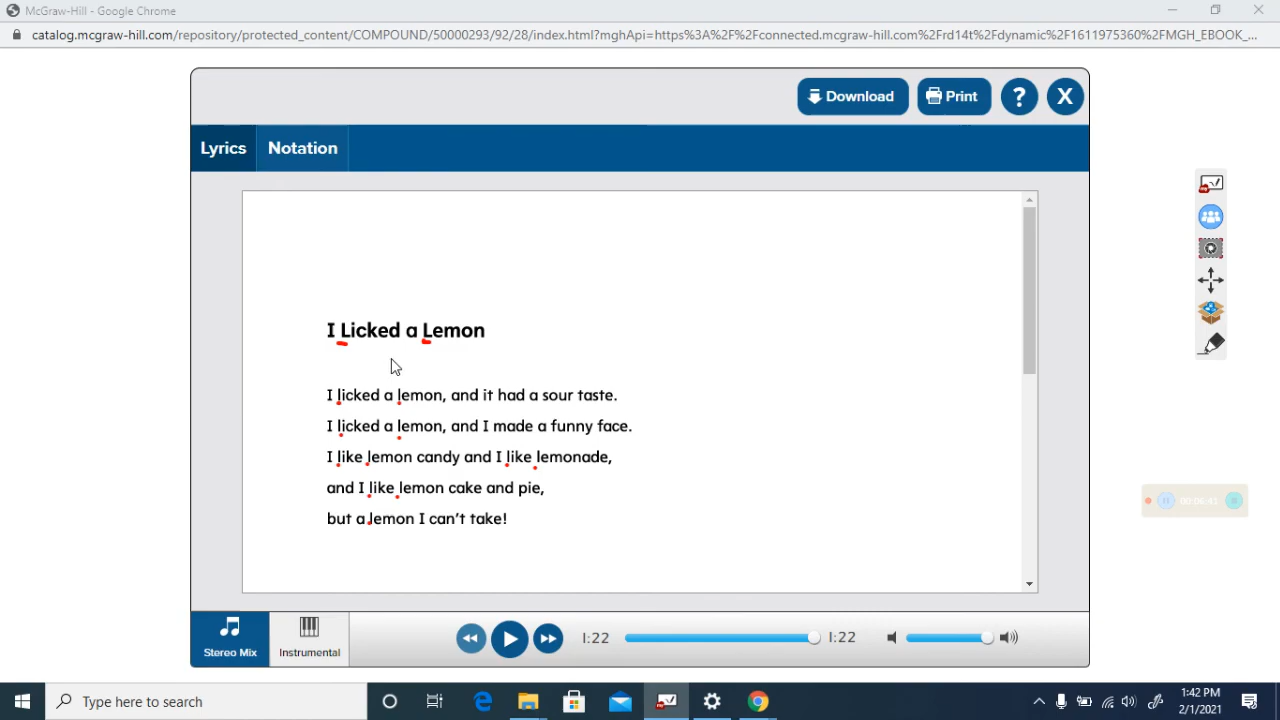 McGraw-Hill - Google Chrome
catalog.mcgraw-hill.com/repository/protected_content/COMPOUND/50000293/92/28/index.html?mghApi=https%3A%2F%2Fconnected.mcgraw-hill.com%2Frd14t%2Fdynamic%2F1611975360%2FMGH_EBOOK_...
Download
Print
?
X
Lyrics
Notation
I Licked a Lemon
I licked a lemon, and it had a sour taste.
I licked a lemon, and I made a funny face.
I like lemon candy and I like lemonade,
and I like lemon cake and pie,
but a lemon I can't take!
Stereo Mix
Instrumental
1:22
1:22
Type here to search
1:42 PM
2/1/2021